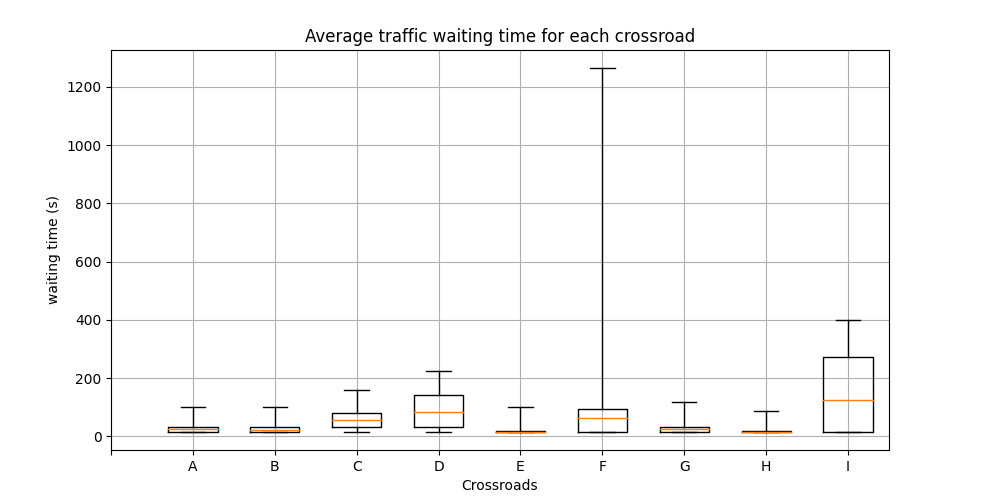 Average traffic waiting time for each crossroad
waiting time (s)
1200
1000
800
600
400
200
0
A B C D E F G H I
Crossroads